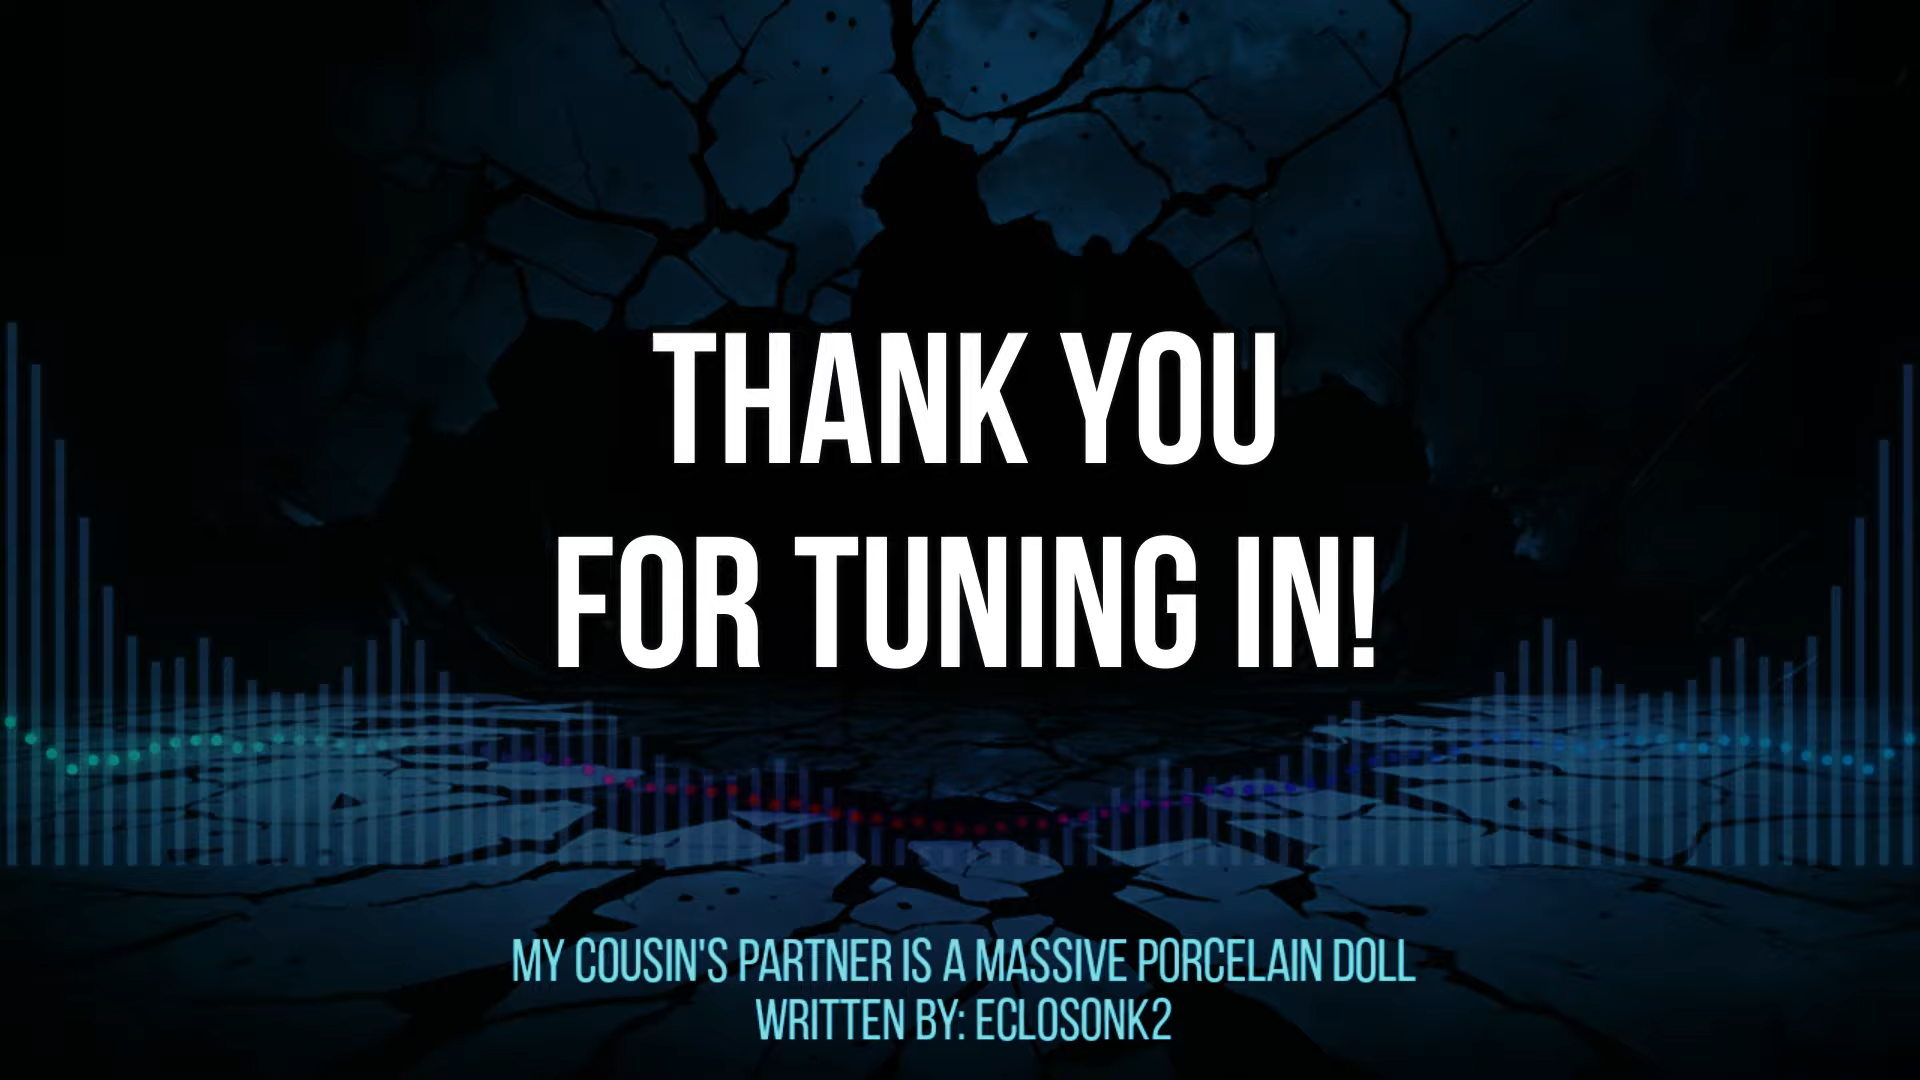 THANK YOU
FOR TUNING IN!
MY COUSIN'S PARTNER IS A MASSIVE PORCELAIN DOLL
WRITTEN BY: ECLOSONK2